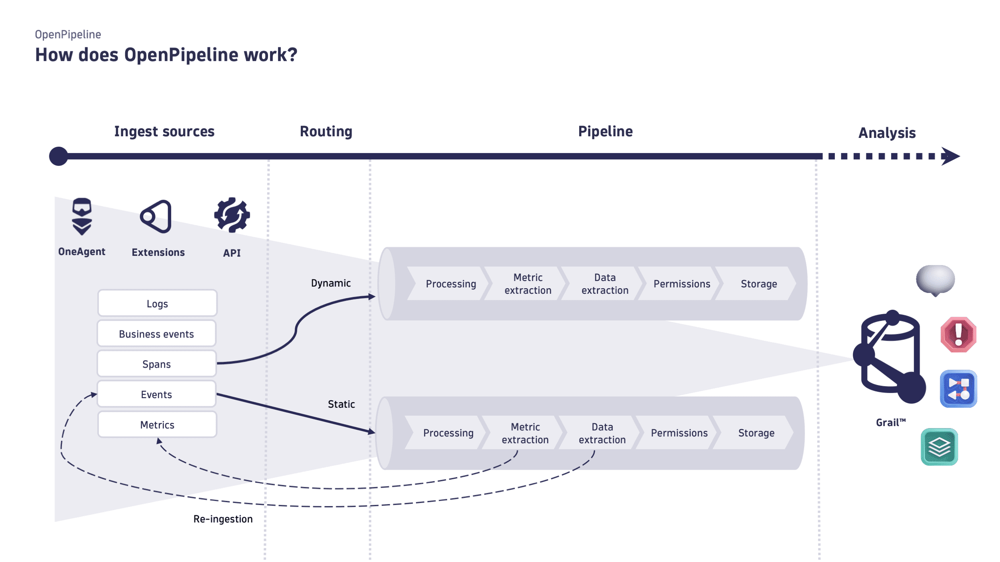 OpenPipeline
How does OpenPipeline work?
Ingest sources
Routing
Pipeline
Analysis
OneAgent
Extensions
API
Logs
Business events
Spans
Events
Metrics
Dynamic
Static
Processing
Metric
extraction
Data
extraction
Permissions
Storage
Processing
Metric
extraction
Data
extraction
Permissions
Storage
Re-ingestion
Grail™